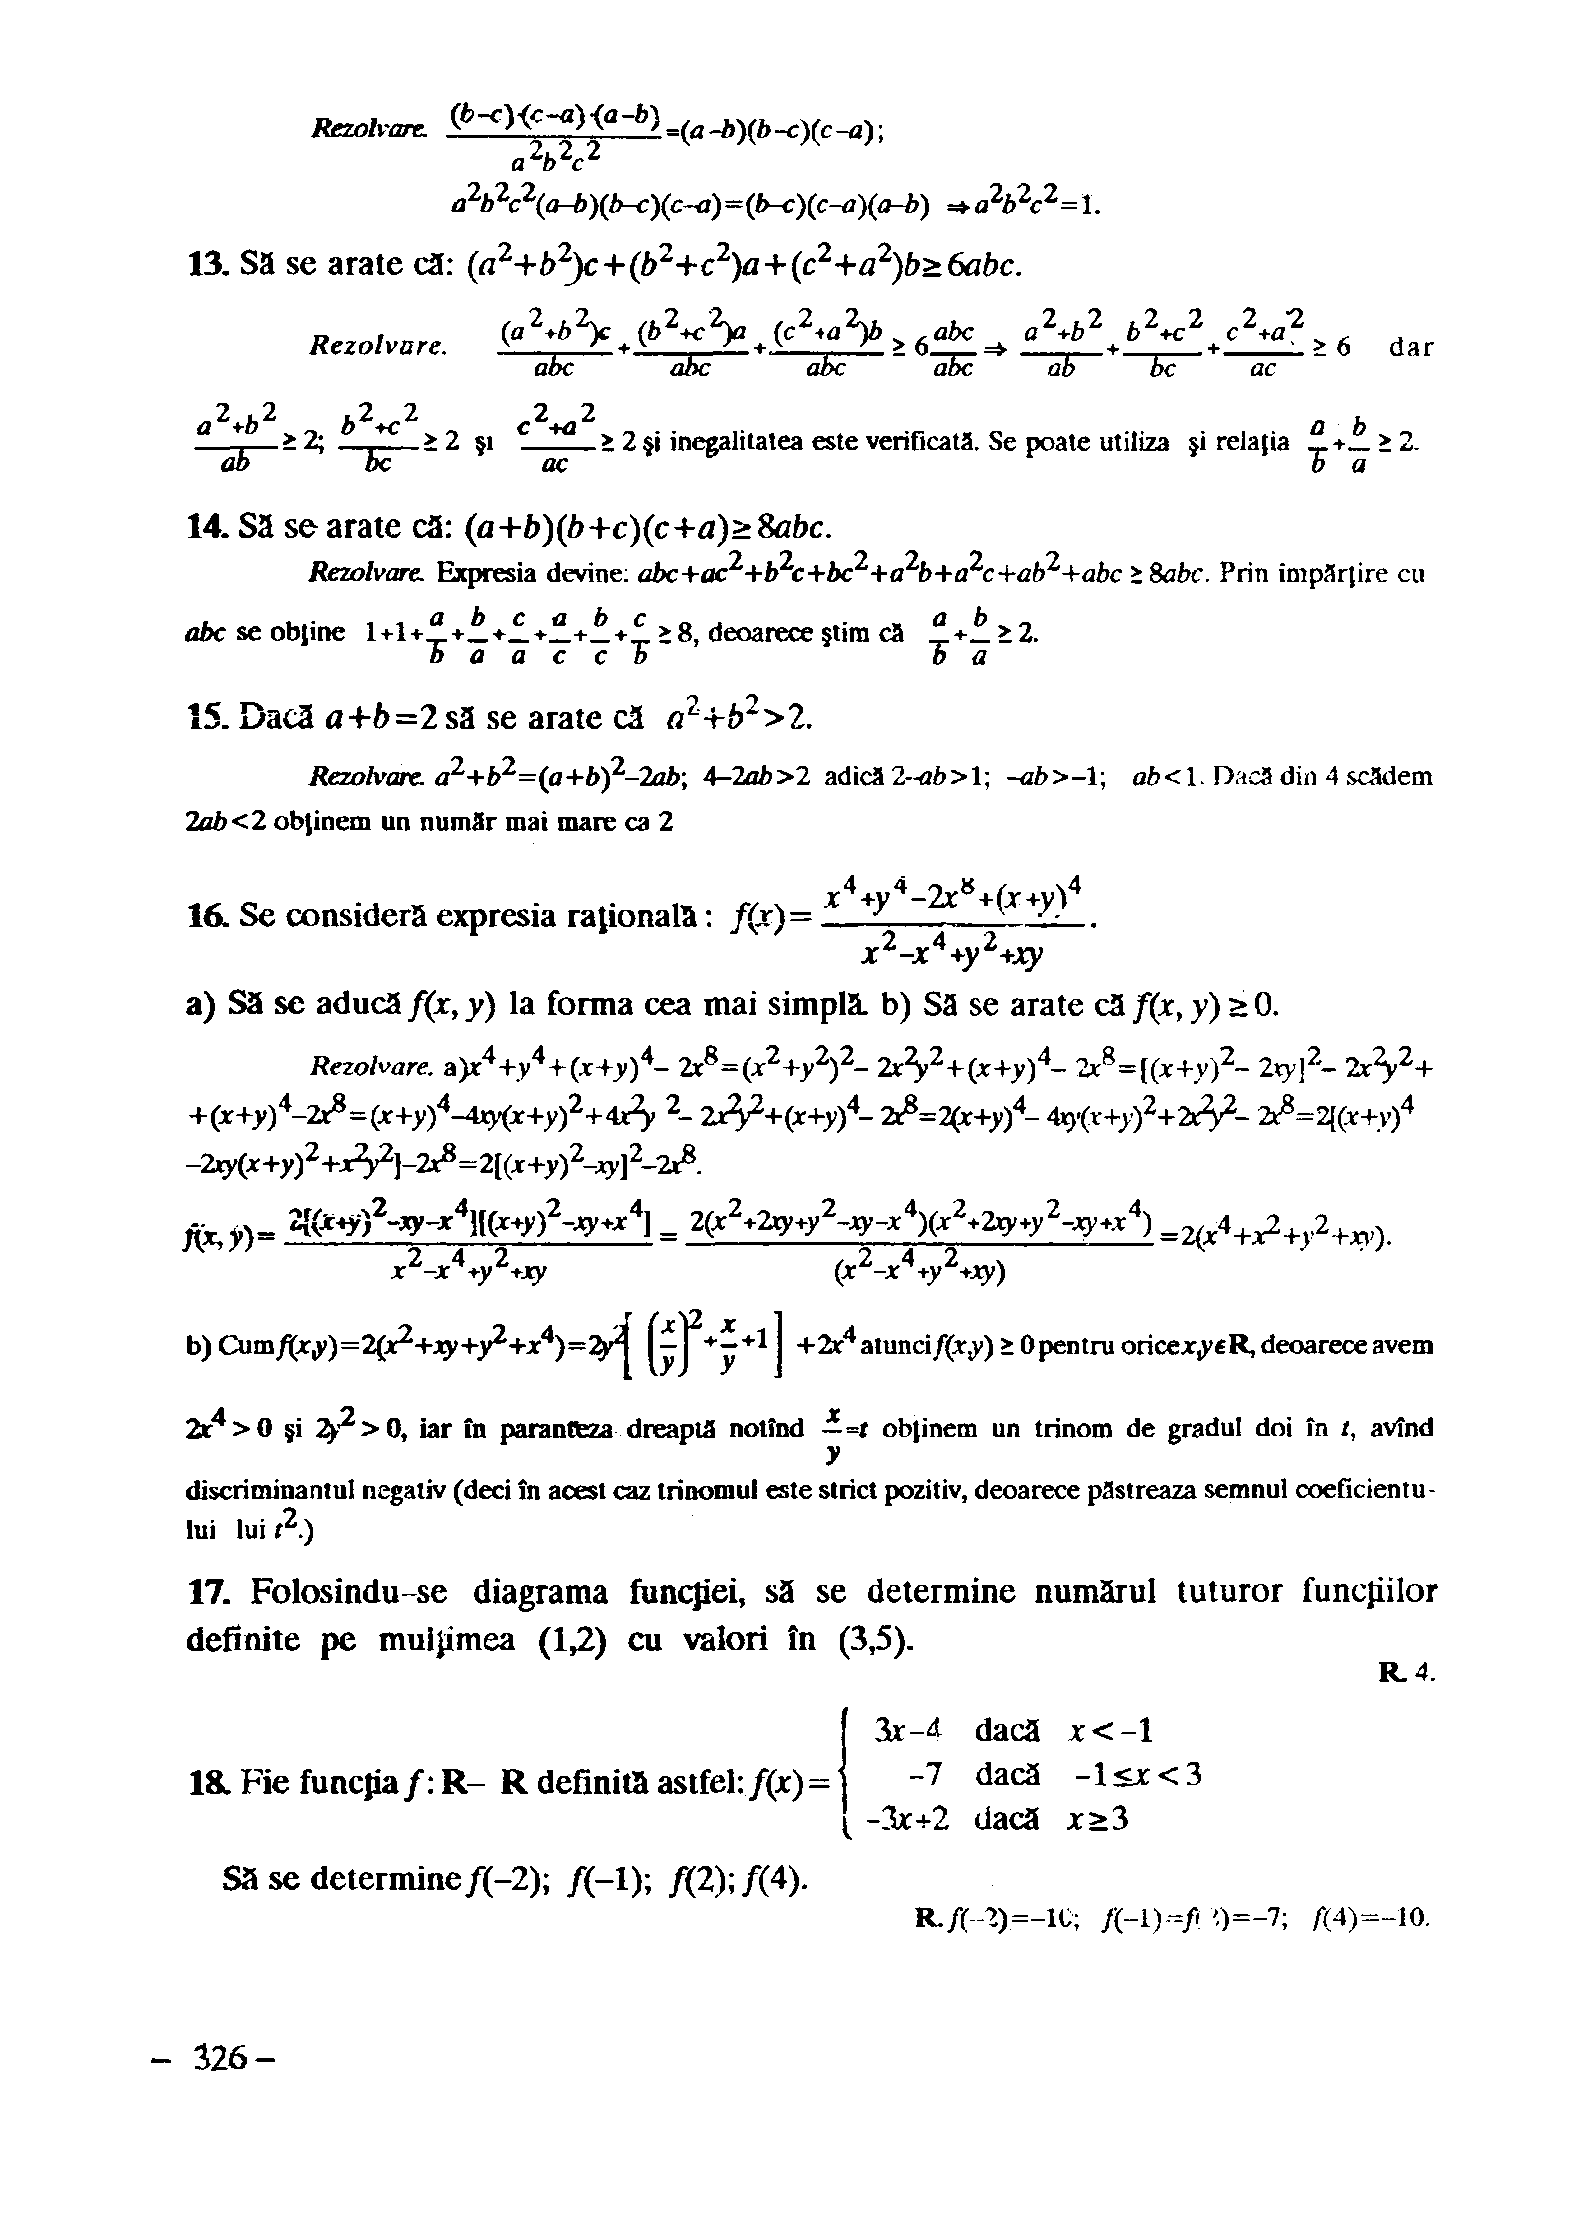 Rezolvare. (b-c)(c-a)(a-b) / a²b²c² =(a-b)(b-c)(c-a);
a²b²c²(a-b)(b-c)(c-a)=(b-c)(c-a)(a-b) ⇒a²b²c²=1.
13. Să se arate că: (a²+b²)c+(b²+c²)a+(c²+a²)b≥6abc.
Rezolvare. (a²+b²)c/abc + (b²+c²)a/abc + (c²+a²)b/abc ≥ 6 abc/abc ⇒ a²+b²/ab + b²+c²/bc + c²+a²/ac ≥ 6 dar
a²+b²/ab ≥ 2; b²+c²/bc ≥ 2 şi c²+a²/ac ≥ 2 şi inegalitatea este verificată. Se poate utiliza şi relaţia a/b + b/a ≥ 2.
14. Să se arate că: (a+b)(b+c)(c+a)≥8abc.
Rezolvare. Expresia devine: abc+ac²+b²c+bc²+a²b+a²c+ab²+abc ≥ 8abc. Prin impărţire cu
abc se obţine 1+1+a/b+b/a+c/a+a/c+b/c+c/b ≥ 8, deoarece ştim că a/b+b/a ≥ 2.
15. Dacă a+b=2 să se arate că a²+b²>2.
Rezolvare. a²+b²=(a+b)²-2ab; 4-2ab>2 adică 2-ab>1; -ab>-1; ab<1. Dacă din 4 scădem
2ab<2 obţinem un număr mai mare ca 2
16. Se consideră expresia raţională : f(x)= x⁴+y⁴-2x⁸+(x+y)⁴ / x²-x⁴+y²+xy .
a) Să se aducă f(x, y) la forma cea mai simplă. b) Să se arate că f(x, y) ≥ 0.
Rezolvare. a)x⁴+y⁴+(x+y)⁴- 2x⁸=(x²+y²)²- 2x²y²+(x+y)⁴- 2x⁸=[(x+y)²- 2xy]²- 2x²y²+
+(x+y)⁴-2x⁸=(x+y)⁴-4xy(x+y)²+4x²y ²- 2x²y²+(x+y)⁴- 2x⁸=2(x+y)⁴- 4xy(x+y)²+2x²y²- 2x⁸=2[(x+y)⁴
-2xy(x+y)²+x²y²]-2x⁸=2[(x+y)²-xy]²-2x⁸.
f(x, y)= 2[(x+y)²-xy-x⁴][(x+y)²-xy+x⁴] / x²-x⁴+y²+xy = 2(x²+2xy+y²-xy-x⁴)(x²+2xy+y²-xy+x⁴) / (x²-x⁴+y²+xy) =2(x⁴+x²+y²+xy).
b) Cum f(x,y)=2(x²+xy+y²+x⁴)=2y²[(x/y)²+x/y+1] +2x⁴ atunci f(x,y) ≥ 0 pentru orice x,y∈R, deoarece avem
2x⁴ > 0 şi 2y² > 0, iar în paranteza dreaptă notînd x/y=t obţinem un trinom de gradul doi în t, avînd
discriminantul negativ (deci în acest caz trinomul este strict pozitiv, deoarece păstreaza semnul coeficientu-
lui lui t².)
17. Folosindu-se diagrama funcţiei, să se determine numărul tuturor funcţiilor
definite pe mulţimea (1,2) cu valori în (3,5).
R. 4.
18. Fie funcţia f: R- R definită astfel: f(x)= {
3x-4 dacă x<-1
-7 dacă -1≤x<3
-3x+2 dacă x≥3
Să se determine f(-2); f(-1); f(2); f(4).
R. f(-2)=-10; f(-1)=f( 2)=-7; f(4)=-10.
- 326 -